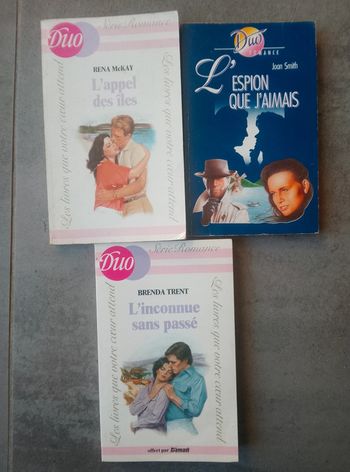 Duo
Série Romance
RENA McKAY
L'appel
des îles
Les livres que votre cœur attend
Les livres que votre cœur attend
Duo
ROMANCE
Joan Smith
L'ESPION
QUE J'AIMAIS
Duo
Série Romance
BRENDA TRENT
L'inconnue
sans passé
Les livres que votre cœur attend
Les livres que votre cœur attend
offert par Damart